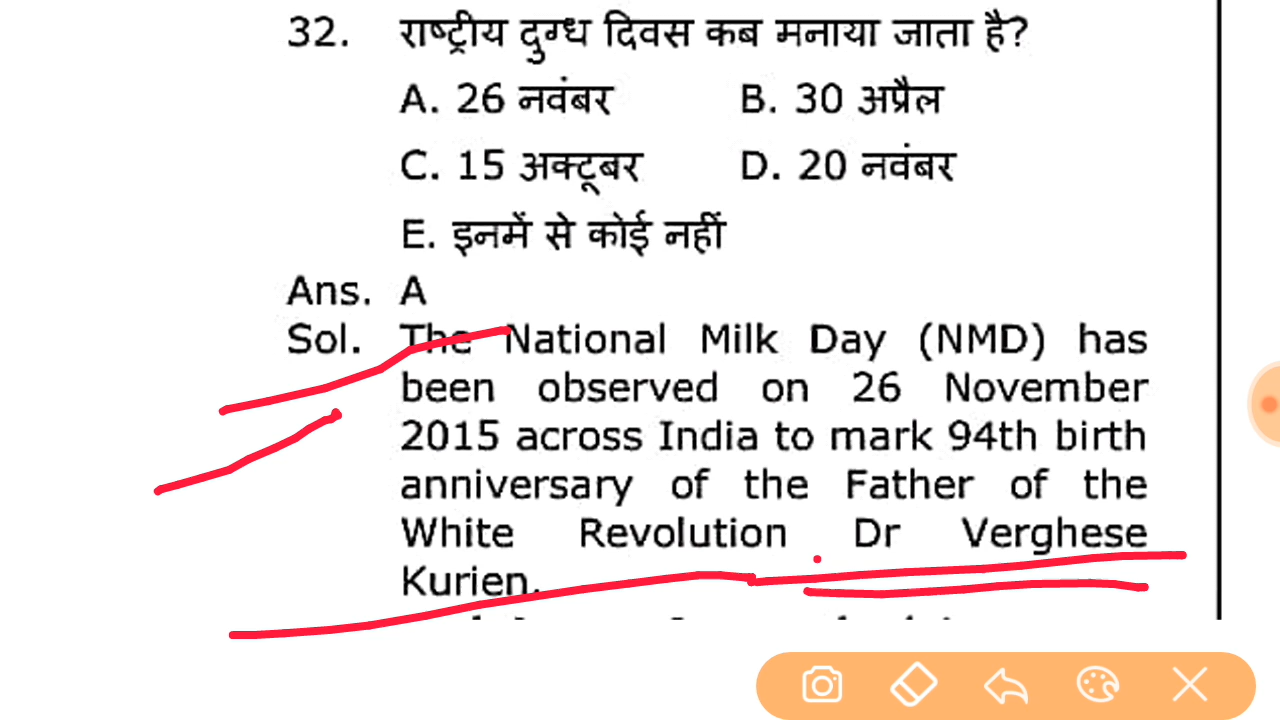 32. राष्ट्रीय दुग्ध दिवस कब मनाया जाता है?
A. 26 नवंबर B. 30 अप्रैल
C. 15 अक्टूबर D. 20 नवंबर
E. इनमें से कोई नहीं
Ans. A
Sol. The National Milk Day (NMD) has
been observed on 26 November
2015 across India to mark 94th birth
anniversary of the Father of the
White Revolution Dr Verghese
Kurien.